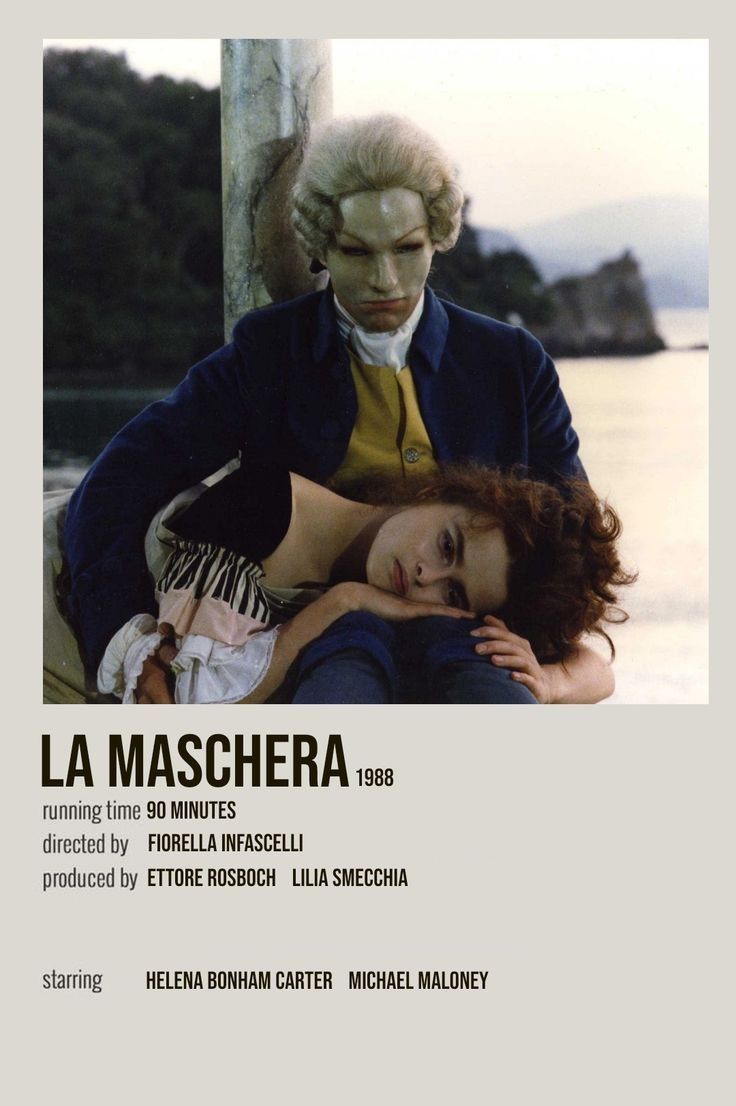 LA MASCHERA 1988
running time 90 MINUTES
directed by FIORELLA INFASCELLI
produced by ETTORE ROSBOCH LILIA SMECCHIA
starring HELENA BONHAM CARTER MICHAEL MALONEY